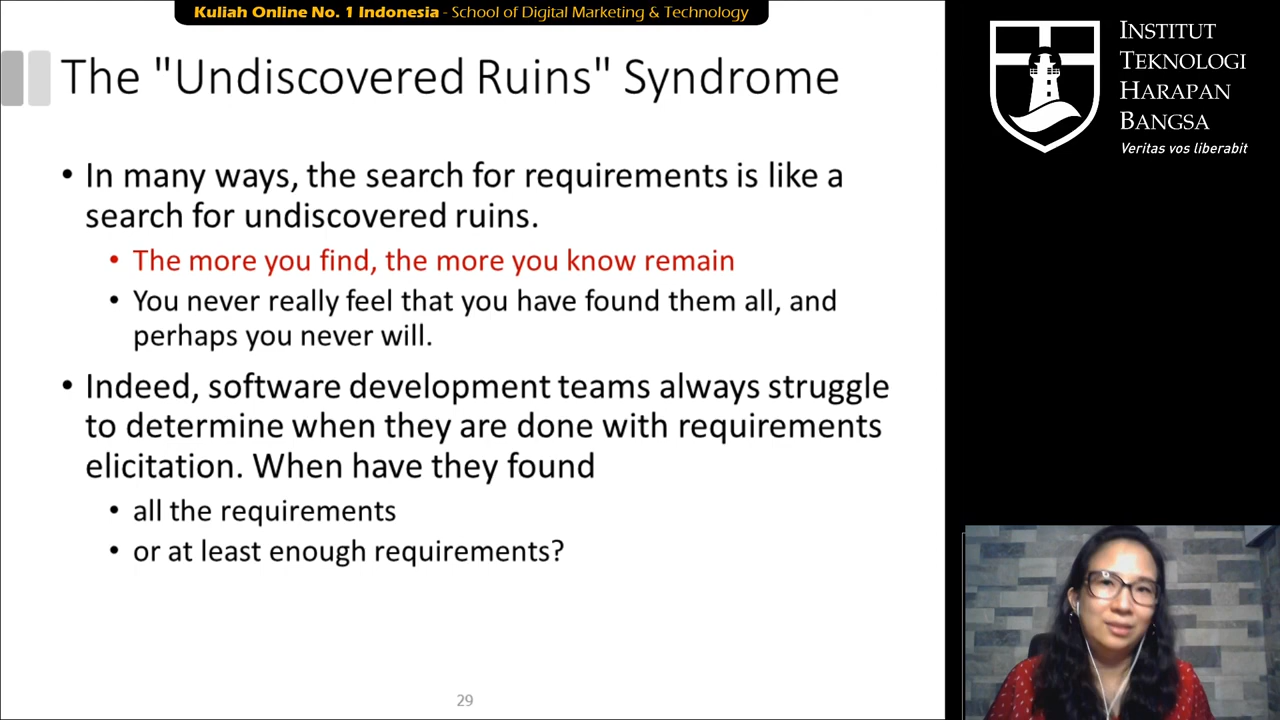 Kuliah Online No. 1 Indonesia - School of Digital Marketing & Technology
The "Undiscovered Ruins" Syndrome
• In many ways, the search for requirements is like a
search for undiscovered ruins.
• The more you find, the more you know remain
• You never really feel that you have found them all, and
perhaps you never will.
• Indeed, software development teams always struggle
to determine when they are done with requirements
elicitation. When have they found
• all the requirements
• or at least enough requirements?
29
INSTITUT
TEKNOLOGI
HARAPAN
BANGSA
Veritas vos liberabit